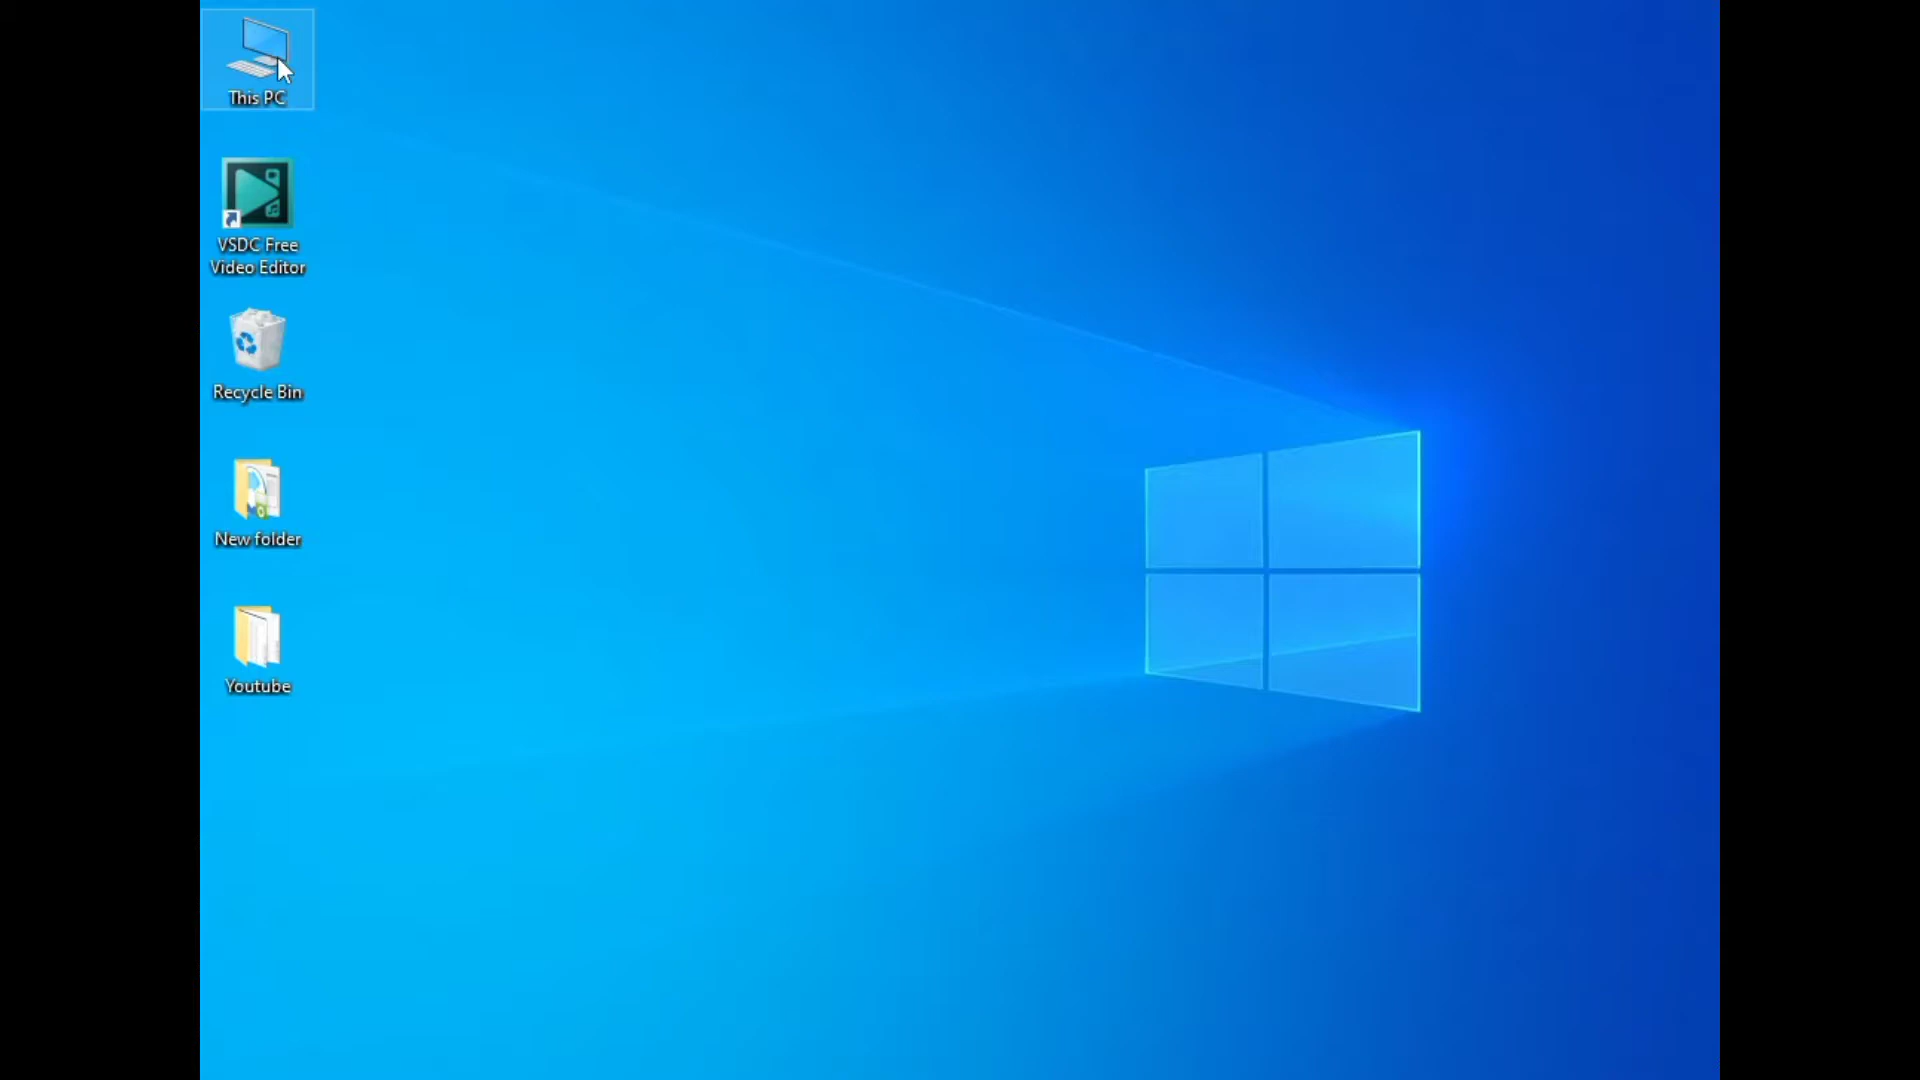 This PC
VSDC Free
Video Editor
Recycle Bin
New folder
Youtube